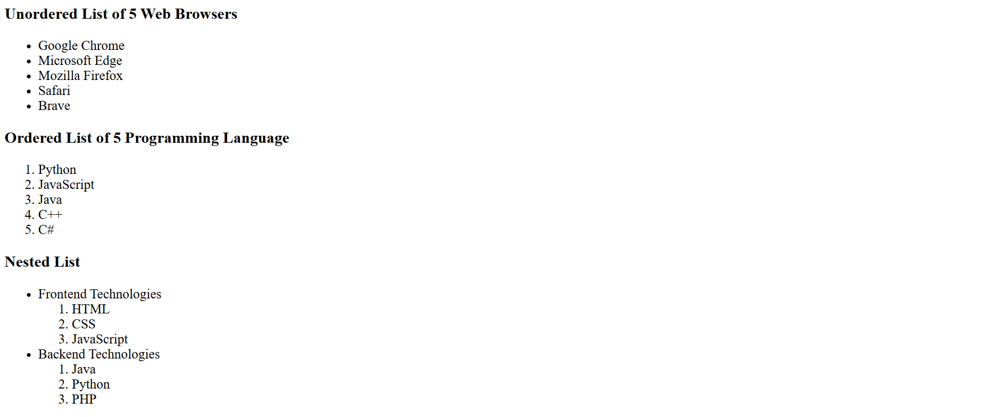 Unordered List of 5 Web Browsers
• Google Chrome
• Microsoft Edge
• Mozilla Firefox
• Safari
• Brave
Ordered List of 5 Programming Language
1. Python
2. JavaScript
3. Java
4. C++
5. C#
Nested List
• Frontend Technologies
1. HTML
2. CSS
3. JavaScript
• Backend Technologies
1. Java
2. Python
3. PHP